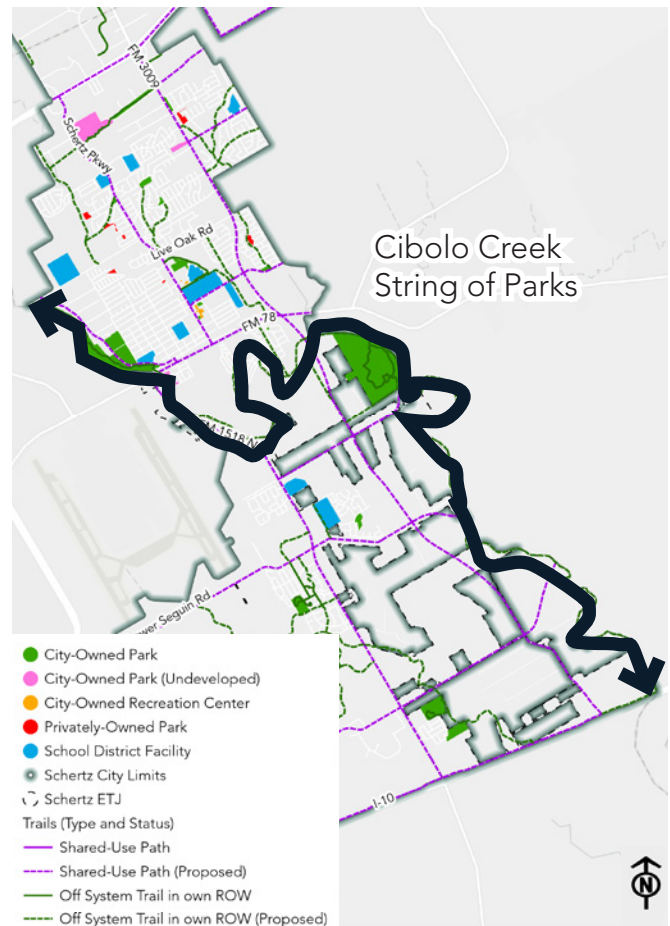 FM-3009
Schertz Pkwy
Live Oak Rd
Cibolo Creek
String of Parks
FM-78
FM-1518 N
wer Seguin Rd
City-Owned Park
City-Owned Park (Undeveloped)
City-Owned Recreation Center
Privately-Owned Park
School District Facility
Schertz City Limits
Schertz ETJ
Trails (Type and Status)
Shared-Use Path
Shared-Use Path (Proposed)
Off System Trail in own ROW
Off System Trail in own ROW (Proposed)
I-10
N